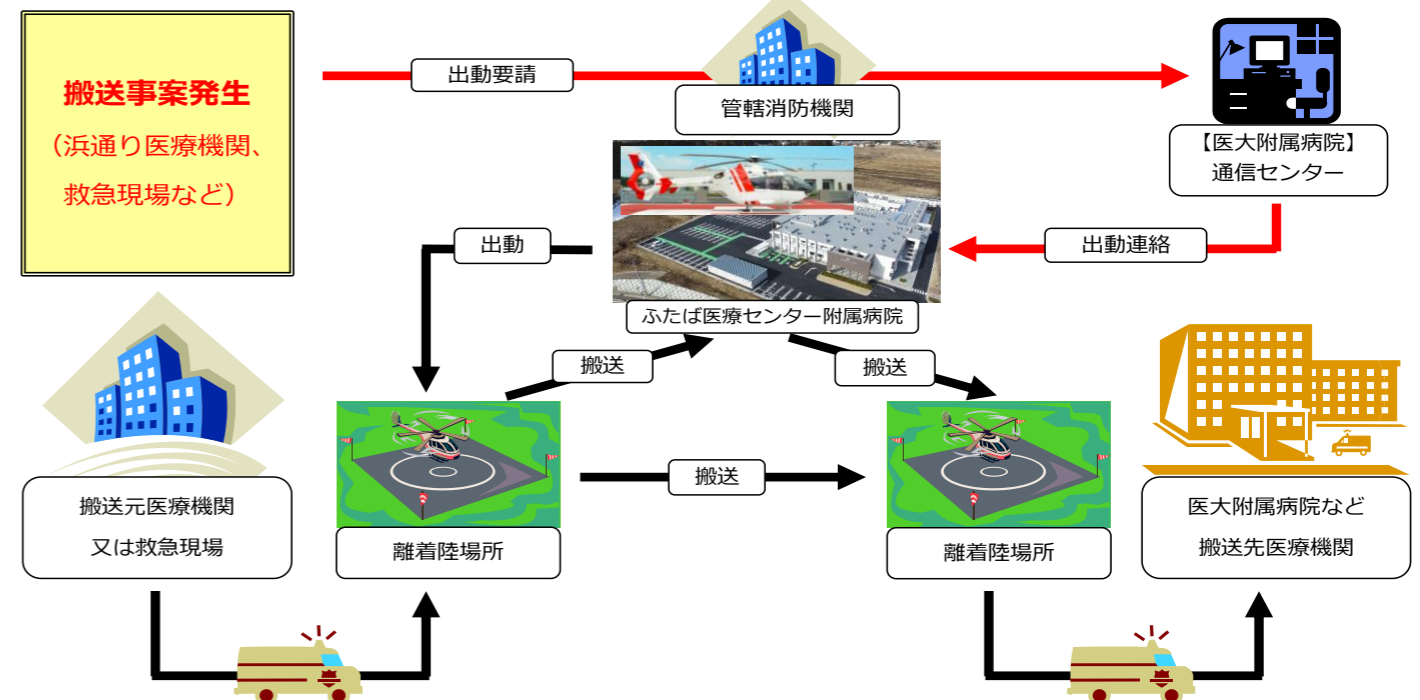 搬送事案発生
（浜通り医療機関、
救急現場など）
出動要請
管轄消防機関
【医大附属病院】
通信センター
出動
出動連絡
ふたば医療センター附属病院
搬送
搬送
搬送
搬送元医療機関
又は救急現場
離着陸場所
離着陸場所
医大附属病院など
搬送先医療機関